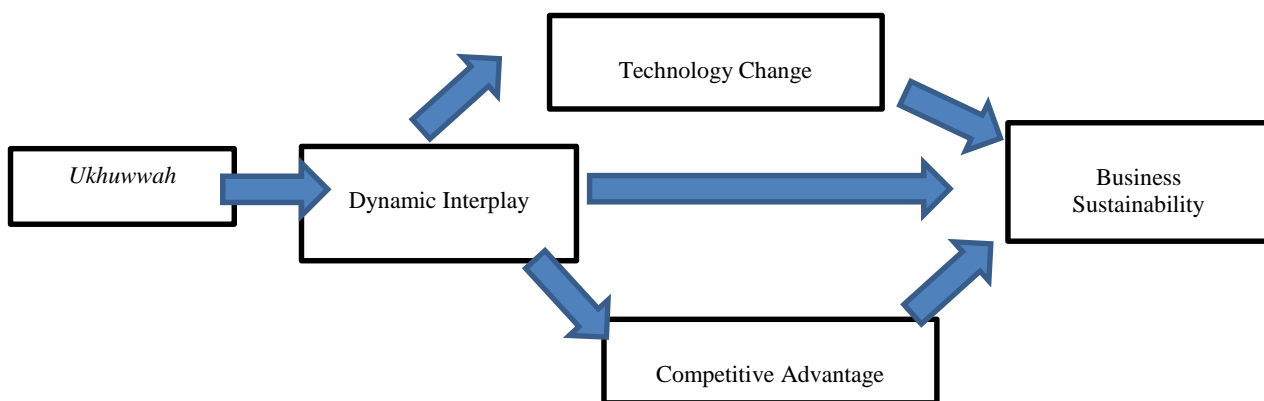 Technology Change
Ukhuwwah
Dynamic Interplay
Business
Sustainability
Competitive Advantage